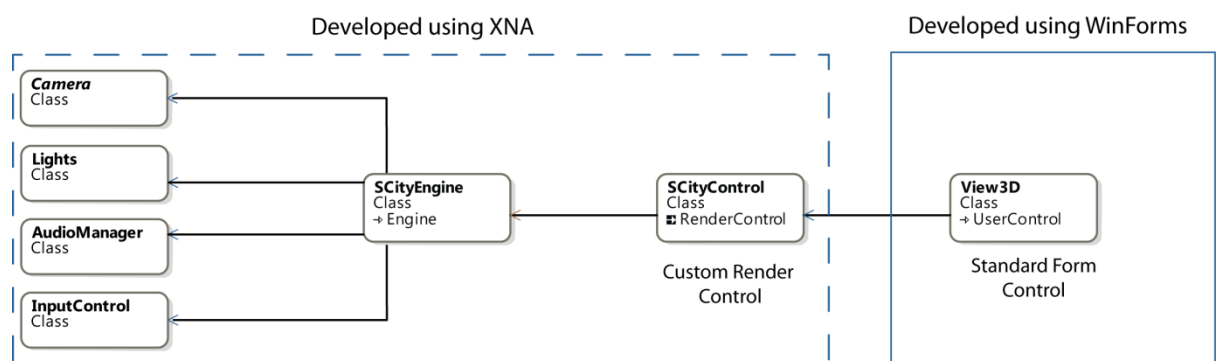 Developed using XNA
Developed using WinForms
Camera
Class
Lights
Class
AudioManager
Class
InputControl
Class
SCityEngine
Class
Engine
SCityControl
Class
RenderControl
Custom Render
Control
View3D
Class
UserControl
Standard Form
Control